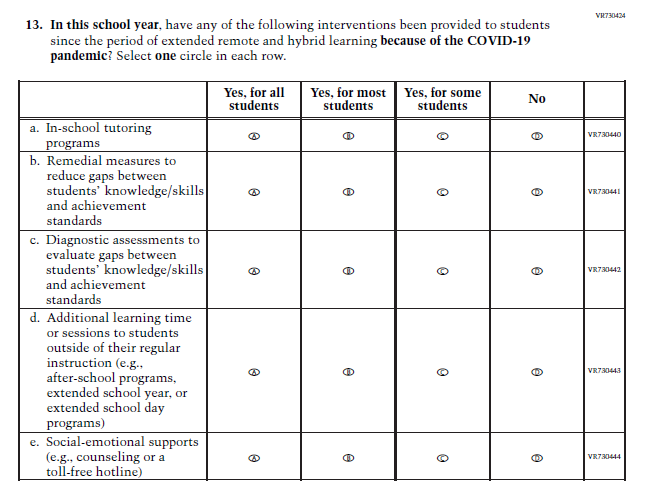 VR730424
13. In this school year, have any of the following interventions been provided to students
since the period of extended remote and hybrid learning because of the COVID-19
pandemic? Select one circle in each row.
Yes, for all
students
Yes, for most
students
Yes, for some
students
No
a. In-school tutoring
programs
A B C D VR730440
b. Remedial measures to
reduce gaps between
students' knowledge/skills
and achievement
standards
A B C D VR730441
c. Diagnostic assessments to
evaluate gaps between
students' knowledge/skills
and achievement
standards
A B C D VR730442
d. Additional learning time
or sessions to students
outside of their regular
instruction (e.g.,
after-school programs,
extended school year, or
extended school day
programs)
A B C D VR730443
e. Social-emotional supports
(e.g., counseling or a
toll-free hotline)
A B C D VR730444